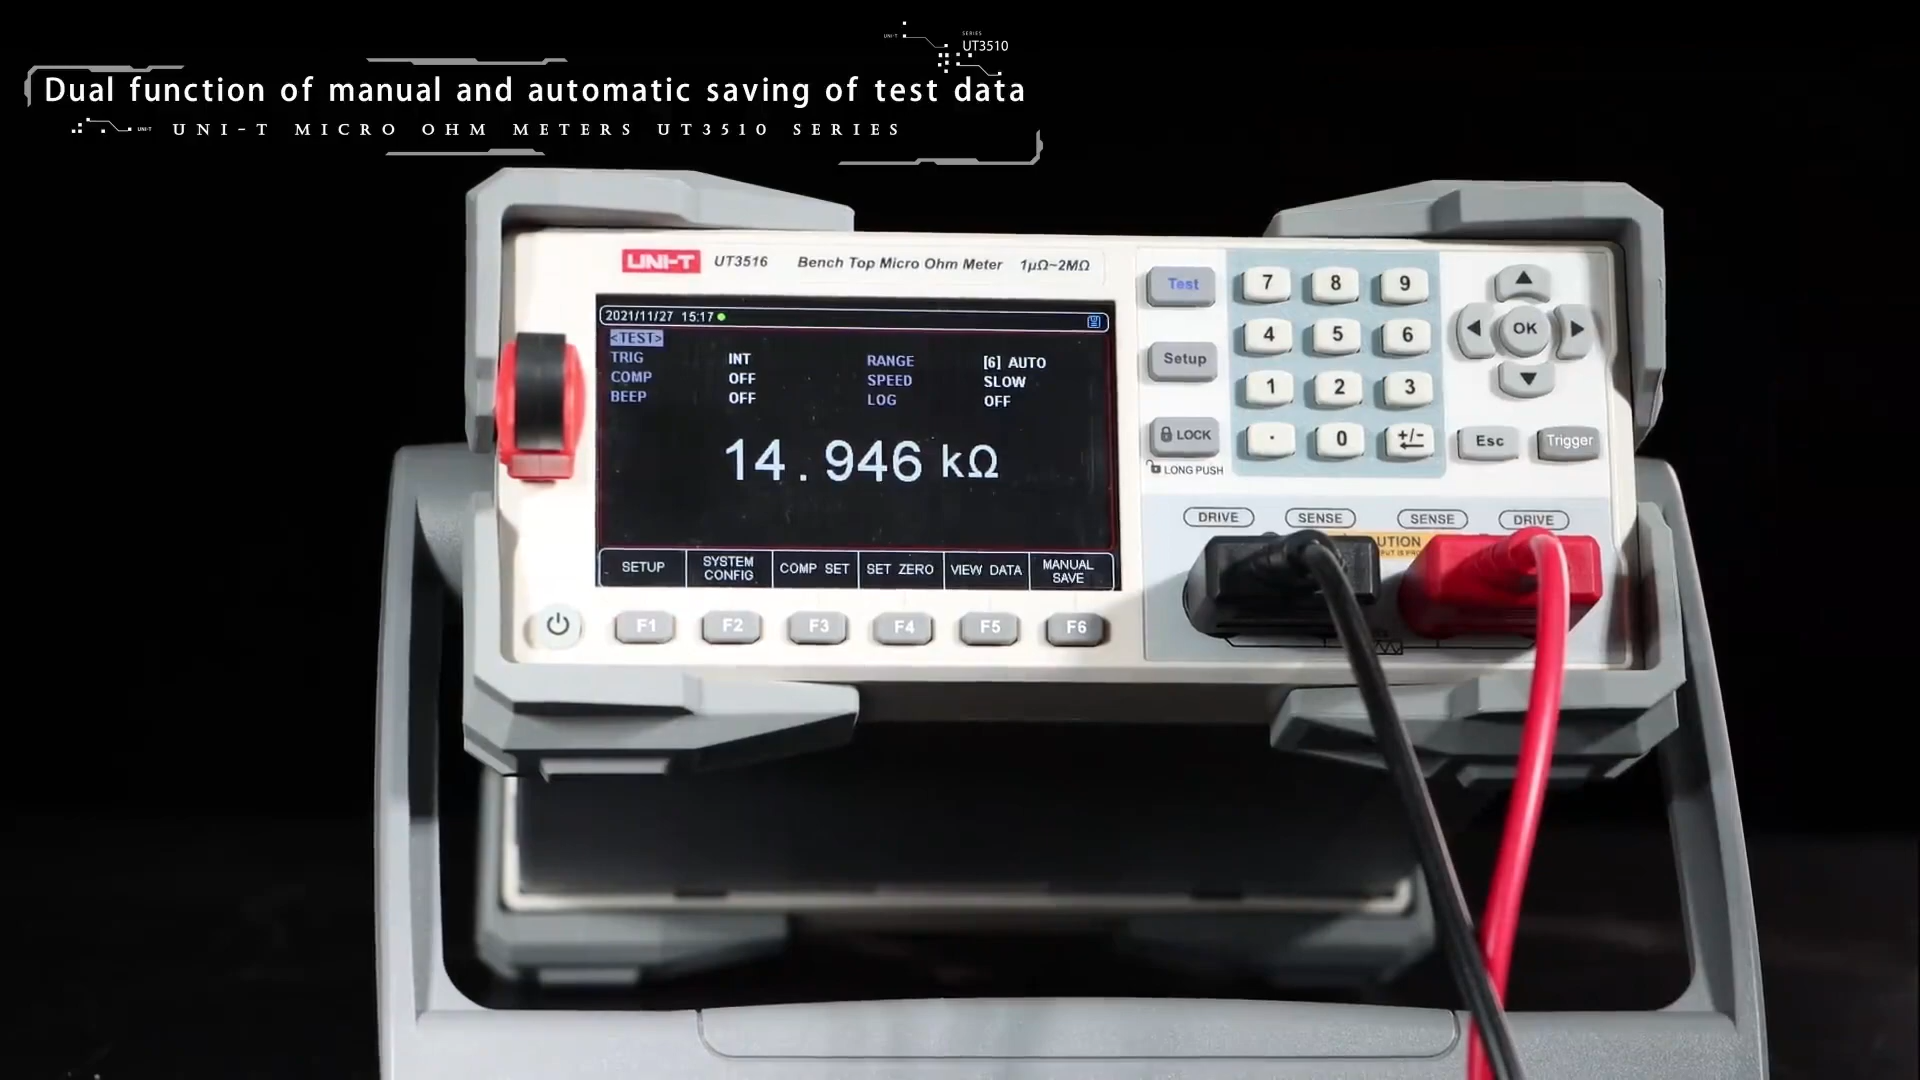 UNI-T
SERIES
UT3510
Dual function of manual and automatic saving of test data
UNI-T
UNI-T MICRO OHM METERS UT3510 SERIES
UNI-T UT3516 Bench Top Micro Ohm Meter 1μΩ~2MΩ
2021/11/27 15:17
<TEST>
TRIG INT RANGE [6] AUTO
COMP OFF SPEED SLOW
BEEP OFF LOG OFF
14.946 kΩ
SETUP
SYSTEM
CONFIG
COMP SET
SET ZERO
VIEW DATA
MANUAL
SAVE
F1 F2 F3 F4 F5 F6
Test
Setup
LOCK
LONG PUSH
7 8 9
4 5 6
1 2 3
. 0 +/-
OK
Esc
Trigger
DRIVE SENSE SENSE DRIVE